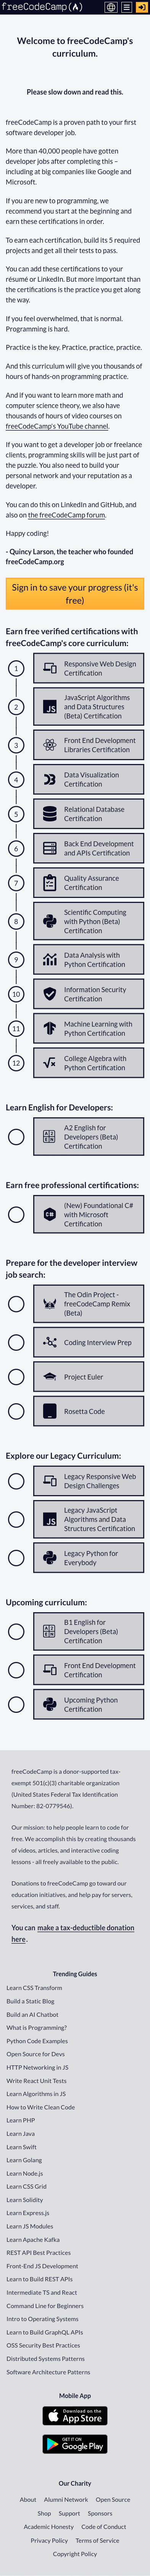 freeCodeCamp(🔥)
Welcome to freeCodeCamp's
curriculum.
Please slow down and read this.
freeCodeCamp is a proven path to your first
software developer job.
More than 40,000 people have gotten
developer jobs after completing this –
including at big companies like Google and
Microsoft.
If you are new to programming, we
recommend you start at the beginning and
earn these certifications in order.
To earn each certification, build its 5 required
projects and get all their tests to pass.
You can add these certifications to your
résumé or LinkedIn. But more important than
the certifications is the practice you get along
the way.
If you feel overwhelmed, that is normal.
Programming is hard.
Practice is the key. Practice, practice, practice.
And this curriculum will give you thousands of
hours of hands-on programming practice.
And if you want to learn more math and
computer science theory, we also have
thousands of hours of video courses on
freeCodeCamp's YouTube channel.
If you want to get a developer job or freelance
clients, programming skills will be just part of
the puzzle. You also need to build your
personal network and your reputation as a
developer.
You can do this on LinkedIn and GitHub, and
also on the freeCodeCamp forum.
Happy coding!
- Quincy Larson, the teacher who founded
freeCodeCamp.org
Sign in to save your progress (it's
free)
Earn free verified certifications with
freeCodeCamp's core curriculum:
1
Responsive Web Design
Certification
2
JS
JavaScript Algorithms
and Data Structures
(Beta) Certification
3
Front End Development
Libraries Certification
4
Data Visualization
Certification
5
Relational Database
Certification
6
Back End Development
and APIs Certification
7
Quality Assurance
Certification
8
Scientific Computing
with Python (Beta)
Certification
9
Data Analysis with
Python Certification
10
Information Security
Certification
11
Machine Learning with
Python Certification
12
College Algebra with
Python Certification
Learn English for Developers:
A2 English for
Developers (Beta)
Certification
Earn free professional certifications:
(New) Foundational C#
with Microsoft
Certification
Prepare for the developer interview
job search:
The Odin Project -
freeCodeCamp Remix
(Beta)
Coding Interview Prep
Project Euler
Rosetta Code
Explore our Legacy Curriculum:
Legacy Responsive Web
Design Challenges
JS
Legacy JavaScript
Algorithms and Data
Structures Certification
Legacy Python for
Everybody
Upcoming curriculum:
B1 English for
Developers (Beta)
Certification
Front End Development
Certification
Upcoming Python
Certification
freeCodeCamp is a donor-supported tax-
exempt 501(c)(3) charitable organization
(United States Federal Tax Identification
Number: 82-0779546).
Our mission: to help people learn to code for
free. We accomplish this by creating thousands
of videos, articles, and interactive coding
lessons - all freely available to the public.
Donations to freeCodeCamp go toward our
education initiatives, and help pay for servers,
services, and staff.
You can make a tax-deductible donation
here.
Trending Guides
Learn CSS Transform
Build a Static Blog
Build an AI Chatbot
What is Programming?
Python Code Examples
Open Source for Devs
HTTP Networking in JS
Write React Unit Tests
Learn Algorithms in JS
How to Write Clean Code
Learn PHP
Learn Java
Learn Swift
Learn Golang
Learn Node.js
Learn CSS Grid
Learn Solidity
Learn Express.js
Learn JS Modules
Learn Apache Kafka
REST API Best Practices
Front-End JS Development
Learn to Build REST APIs
Intermediate TS and React
Command Line for Beginners
Intro to Operating Systems
Learn to Build GraphQL APIs
OSS Security Best Practices
Distributed Systems Patterns
Software Architecture Patterns
Mobile App
Download on the
App Store
GET IT ON
Google Play
Our Charity
About Alumni Network Open Source
Shop Support Sponsors
Academic Honesty Code of Conduct
Privacy Policy Terms of Service
Copyright Policy